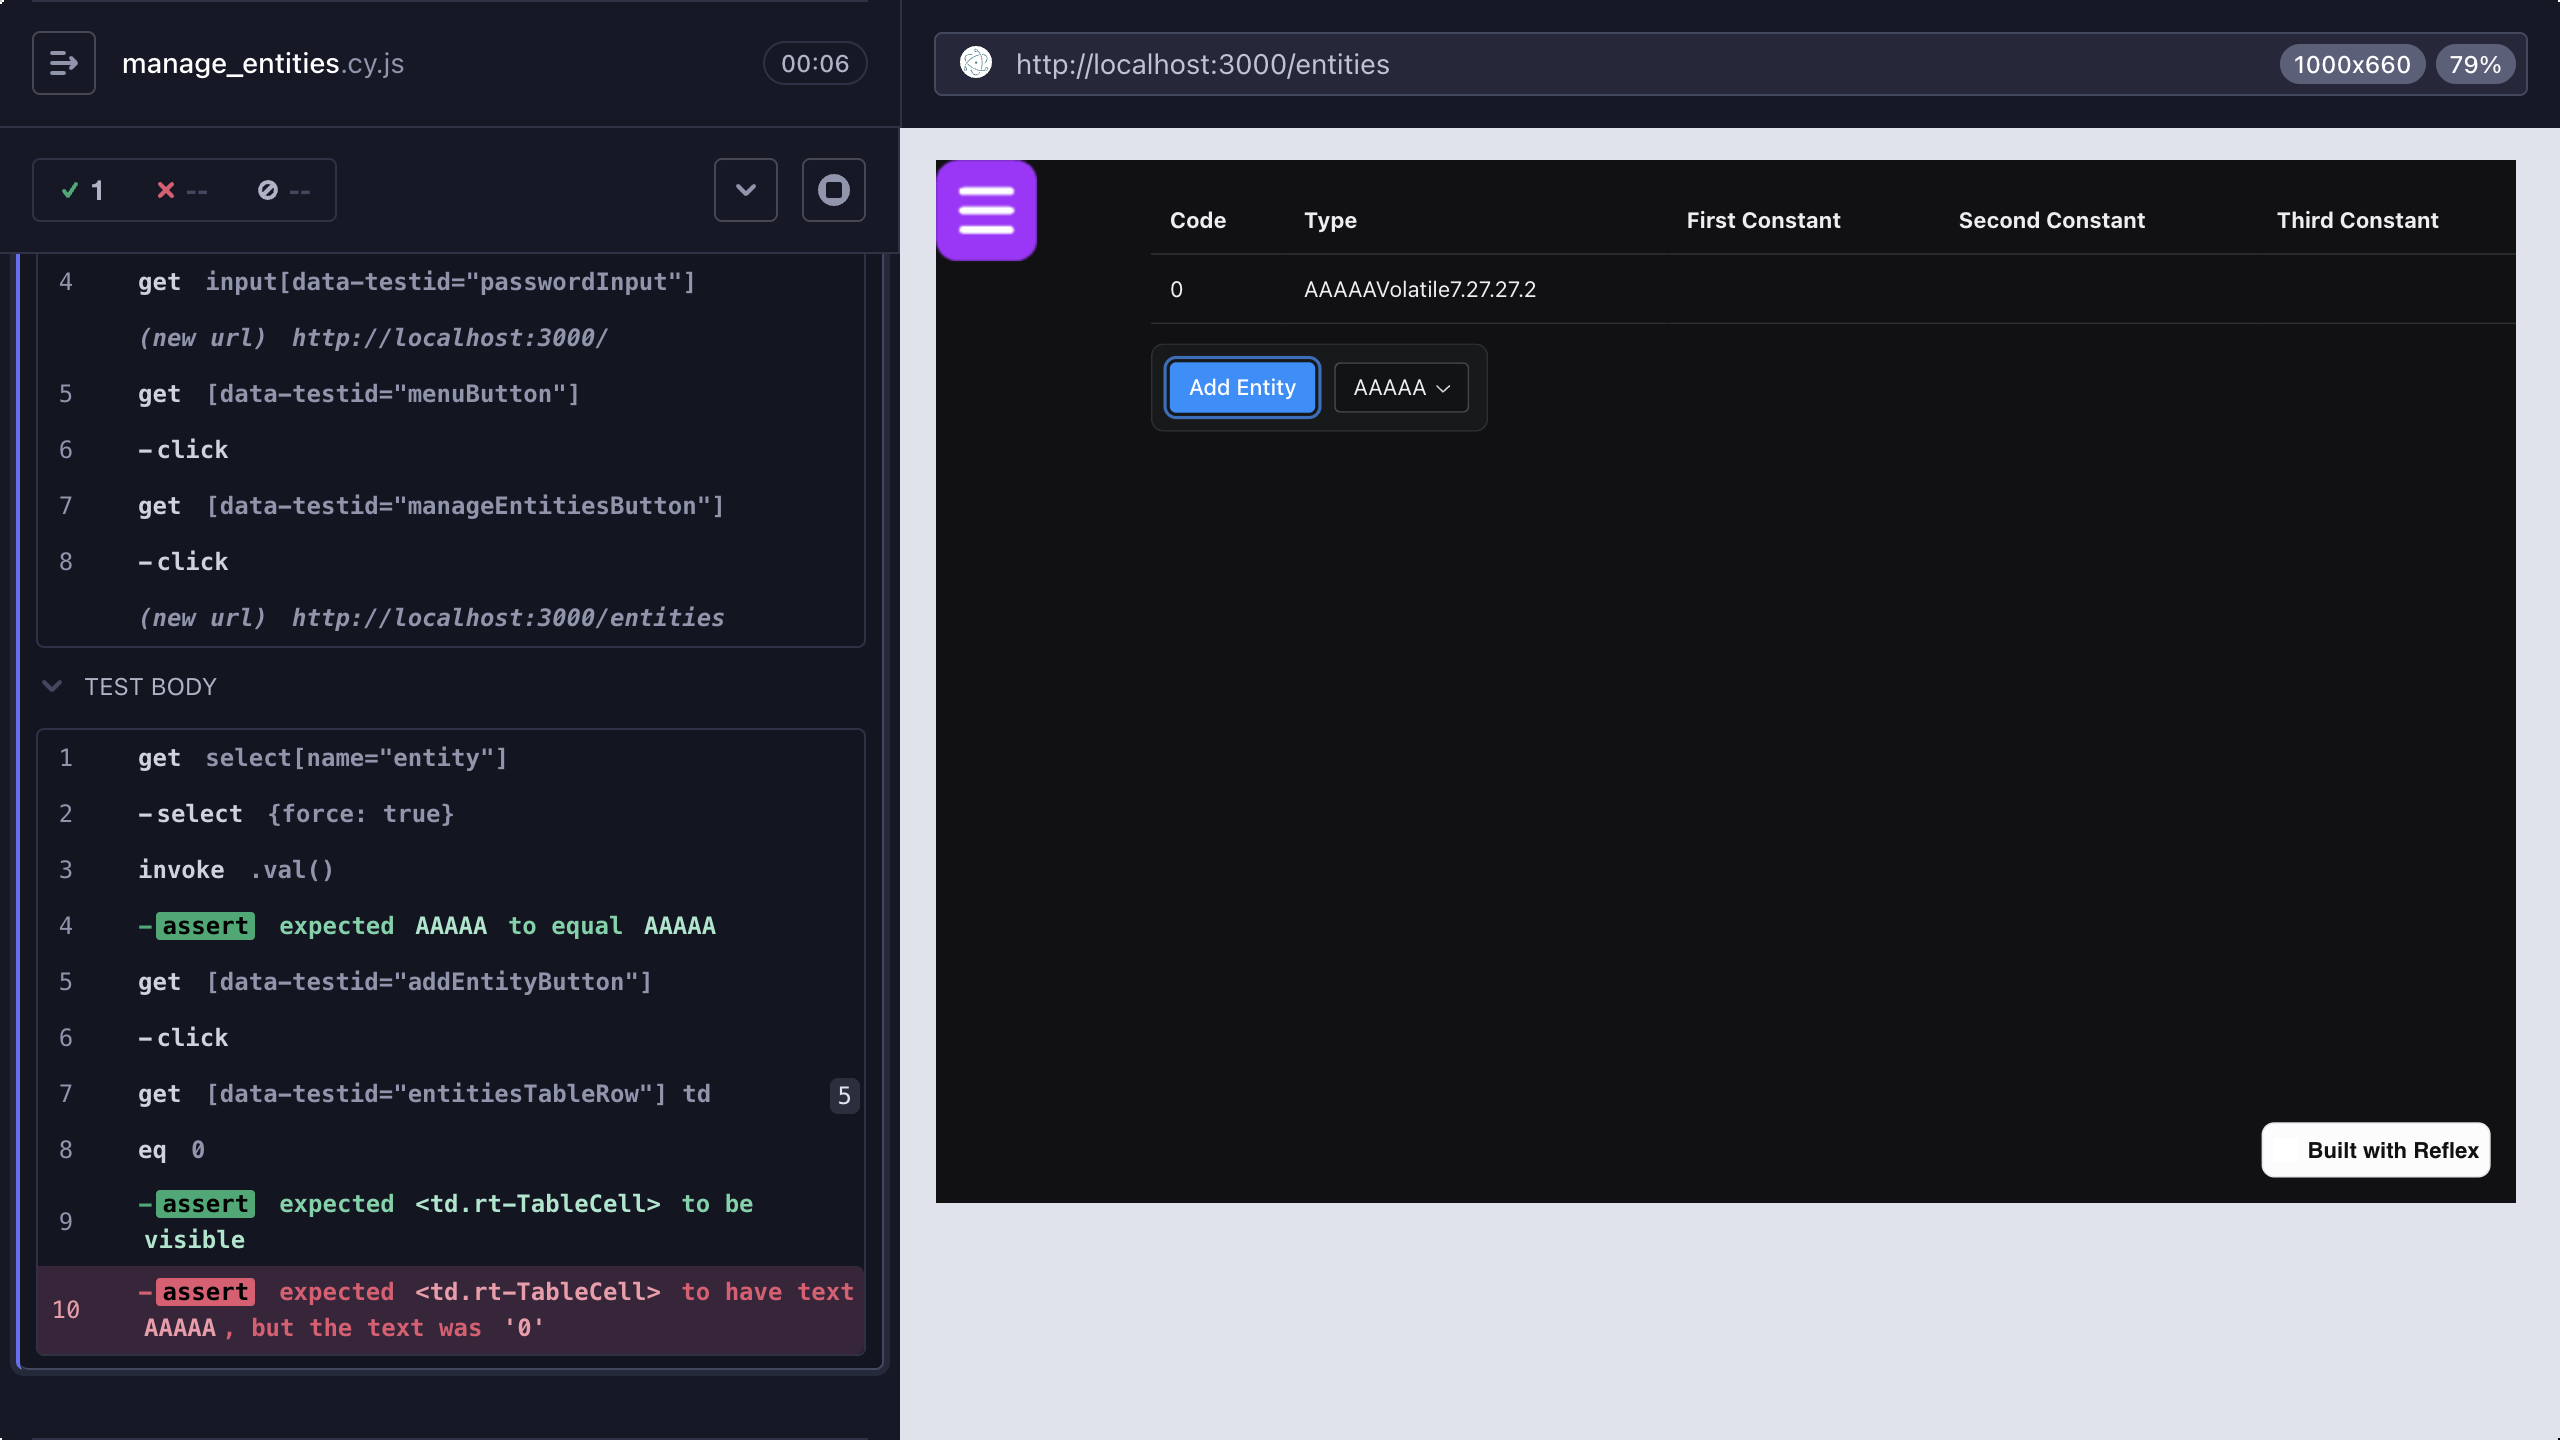 manage_entities.cy.js
00:06
1 -- --
4 get input[data-testid="passwordInput"]
(new url) http://localhost:3000/
5 get [data-testid="menuButton"]
6 -click
7 get [data-testid="manageEntitiesButton"]
8 -click
(new url) http://localhost:3000/entities
TEST BODY
1 get select[name="entity"]
2 -select {force: true}
3 invoke .val()
4 -assert expected AAAAA to equal AAAAA
5 get [data-testid="addEntityButton"]
6 -click
7 get [data-testid="entitiesTableRow"] td 5
8 eq 0
9 -assert expected <td.rt-TableCell> to be
visible
10 -assert expected <td.rt-TableCell> to have text
AAAAA, but the text was '0'
http://localhost:3000/entities 1000x660 79%
Code Type First Constant Second Constant Third Constant
0 AAAAAVolatile7.27.27.2
Add Entity AAAAA
Built with Reflex